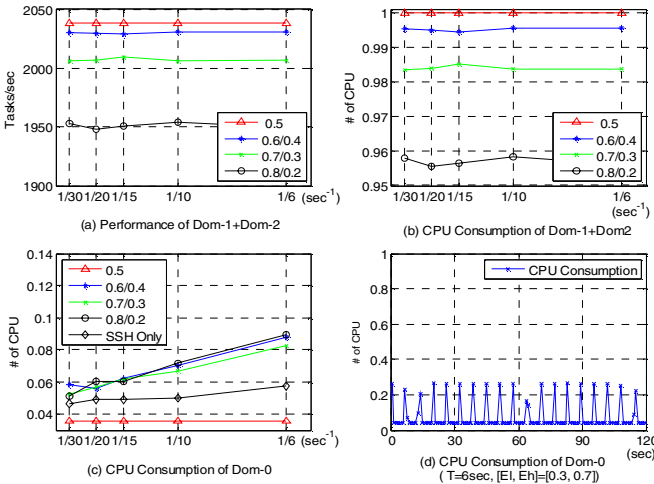 2050
2000
1950
1900
Tasks/sec
0.5
0.6/0.4
0.7/0.3
0.8/0.2
1/30 1/20 1/15 1/10 1/6 (sec⁻¹)
(a) Performance of Dom-1+Dom-2
1
0.99
0.98
0.97
0.96
0.95
# of CPU
0.5
0.6/0.4
0.7/0.3
0.8/0.2
1/30 1/20 1/15 1/10 1/6 (sec⁻¹)
(b) CPU Consumption of Dom-1+Dom2
0.14
0.12
0.1
0.08
0.06
0.04
# of CPU
0.5
0.6/0.4
0.7/0.3
0.8/0.2
SSH Only
1/30 1/20 1/15 1/10 1/6 (sec⁻¹)
(c) CPU Consumption of Dom-0
1
0.8
0.6
0.4
0.2
0
# of CPU
CPU Consumption
0 30 60 90 120
(sec)
(d) CPU Consumption of Dom-0
( T=6sec, [El, Eh]=[0.3, 0.7])